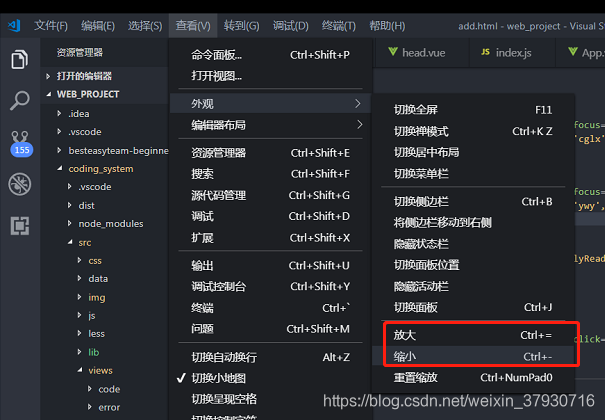 文件(F) 编辑(E) 选择(S) 查看(V) 转到(G) 调试(D) 终端(T) 帮助(H) add.html - web_project - Visual S
资源管理器
打开的编辑器
WEB_PROJECT
.idea
.vscode
besteasyteam-beginne
coding_system
.vscode
dist
node_modules
src
css
data
img
js
less
lib
views
code
error
155
命令面板... Ctrl+Shift+P
打开视图...
外观
编辑器布局
资源管理器 Ctrl+Shift+E
搜索 Ctrl+Shift+F
源代码管理 Ctrl+Shift+G
调试 Ctrl+Shift+D
扩展 Ctrl+Shift+X
输出 Ctrl+Shift+U
调试控制台 Ctrl+Shift+Y
终端 Ctrl+`
问题 Ctrl+Shift+M
切换自动换行 Alt+Z
切换小地图
切换呈现空格
切换控制字符
head.vue JS index.js App.
切换全屏 F11
切换禅模式 Ctrl+K Z
切换居中布局
切换菜单栏
切换侧边栏 Ctrl+B
将侧边栏移动到右侧
隐藏状态栏
切换面板位置
隐藏活动栏
切换面板 Ctrl+J
放大 Ctrl+=
缩小 Ctrl+-
重置缩放 Ctrl+NumPad0
focus=
'cglx'
focus=
'ywy',
lyRead
click=
https://blog.csdn.net/weixin_37930716